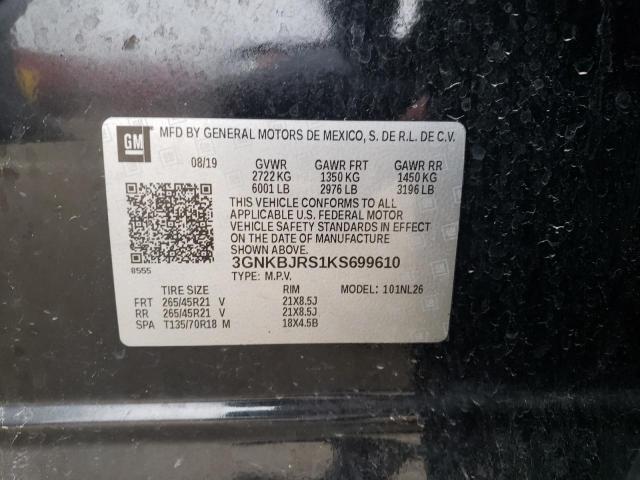 GM MFD BY GENERAL MOTORS DE MEXICO, S. DE R.L. DE C.V.
08/19 GVWR GAWR FRT GAWR RR
2722 KG 1350 KG 1450 KG
6001 LB 2976 LB 3196 LB
THIS VEHICLE CONFORMS TO ALL
APPLICABLE U.S. FEDERAL MOTOR
VEHICLE SAFETY STANDARDS IN
EFFECT ON THE DATE OF MANUFACTURE
SHOWN ABOVE.
3GNKBJRS1KS699610
8555 TYPE: M.P.V.
TIRE SIZE RIM MODEL: 101NL26
FRT 265/45R21 V 21X8.5J
RR 265/45R21 V 21X8.5J
SPA T135/70R18 M 18X4.5B